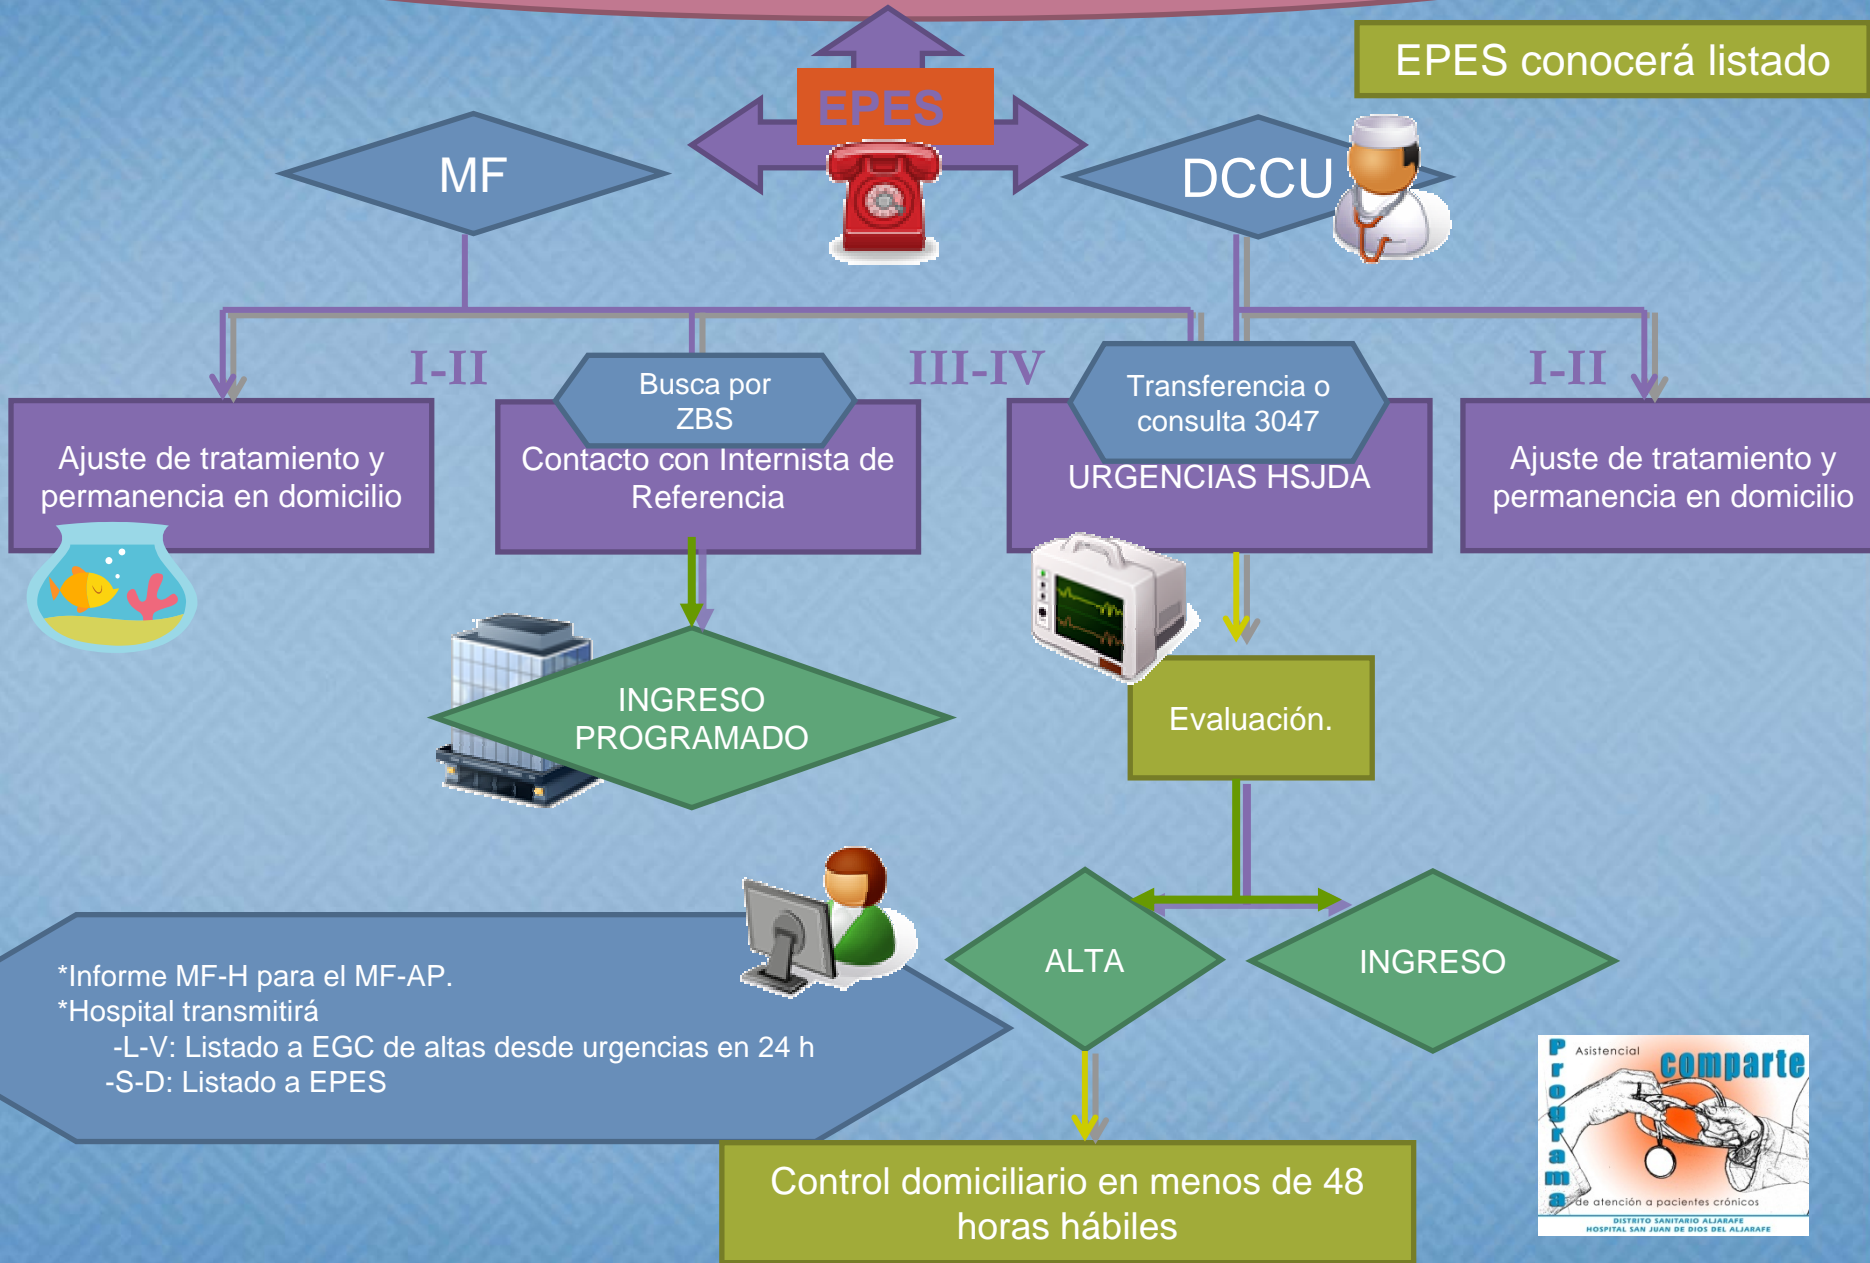 EPES conocerá listado
EPES
MF
DCCU
I-II
III-IV
I-II
Busca por
ZBS
Transferencia o
consulta 3047
Ajuste de tratamiento y
permanencia en domicilio
Contacto con Internista de
Referencia
URGENCIAS HSJDA
Ajuste de tratamiento y
permanencia en domicilio
INGRESO
PROGRAMADO
Evaluación.
ALTA
INGRESO
*Informe MF-H para el MF-AP.
*Hospital transmitirá
-L-V: Listado a EGC de altas desde urgencias en 24 h
-S-D: Listado a EPES
Control domiciliario en menos de 48
horas hábiles
Programa
Asistencial
comparte
de atención a pacientes crónicos
DISTRITO SANITARIO ALJARAFE
HOSPITAL SAN JUAN DE DIOS DEL ALJARAFE